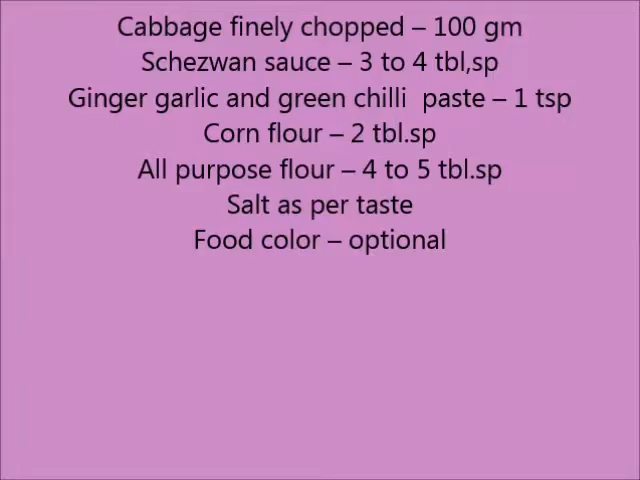 Cabbage finely chopped – 100 gm
Schezwan sauce – 3 to 4 tbl,sp
Ginger garlic and green chilli  paste – 1 tsp
Corn flour – 2 tbl.sp
All purpose flour – 4 to 5 tbl.sp
Salt as per taste
Food color – optional